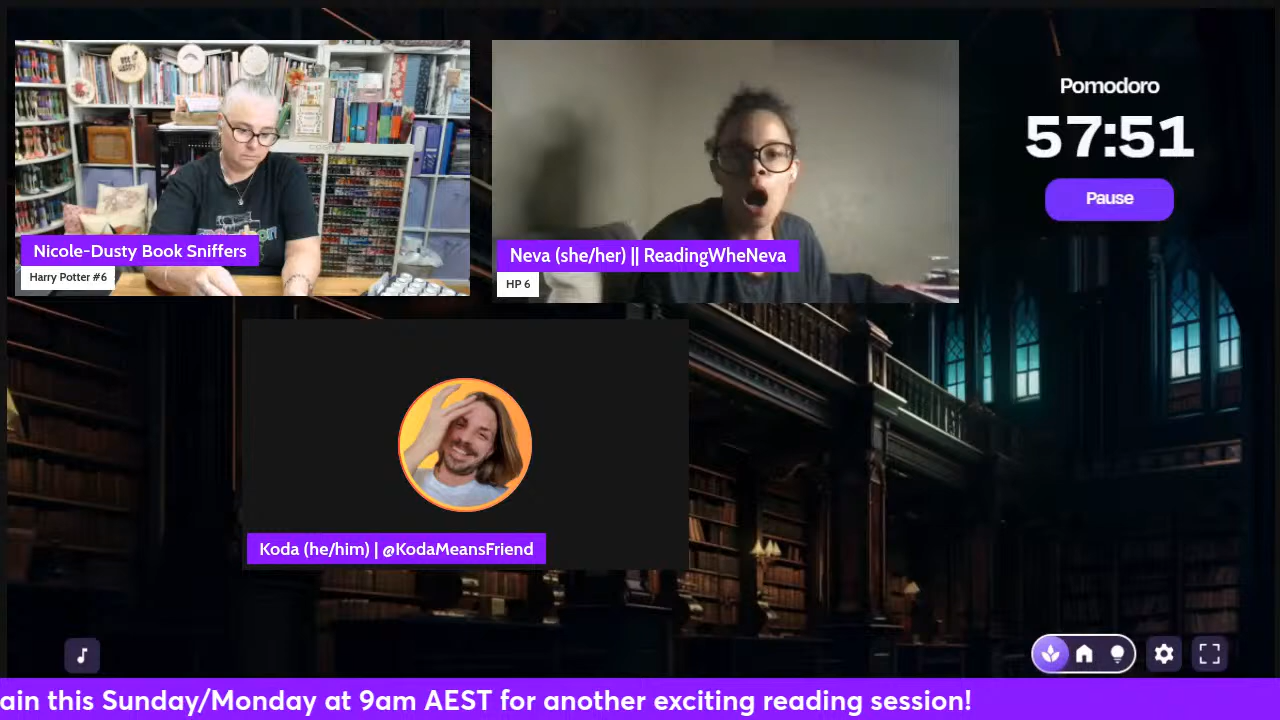 Nicole-Dusty Book Sniffers
Harry Potter #6
Neva (she/her) || ReadingWheNeva
HP 6
Pomodoro
57:51
Pause
Koda (he/him) | @KodaMeansFriend
ain this Sunday/Monday at 9am AEST for another exciting reading session!